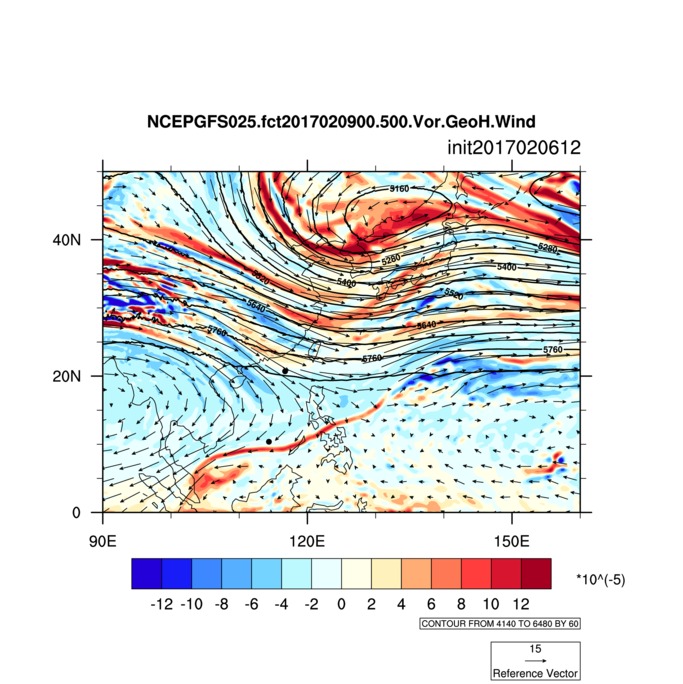 NCEPGFS025.fct2017020900.500.Vor.GeoH.Wind
init2017020612
5160
5280
40N
5280
5400
5400
5520
5520
5640
5640
5760
5760
5760
20N
0
90E 120E 150E
-12 -10 -8 -6 -4 -2 0 2 4 6 8 10 12
*10^(-5)
CONTOUR FROM 4140 TO 6480 BY 60
15
Reference Vector